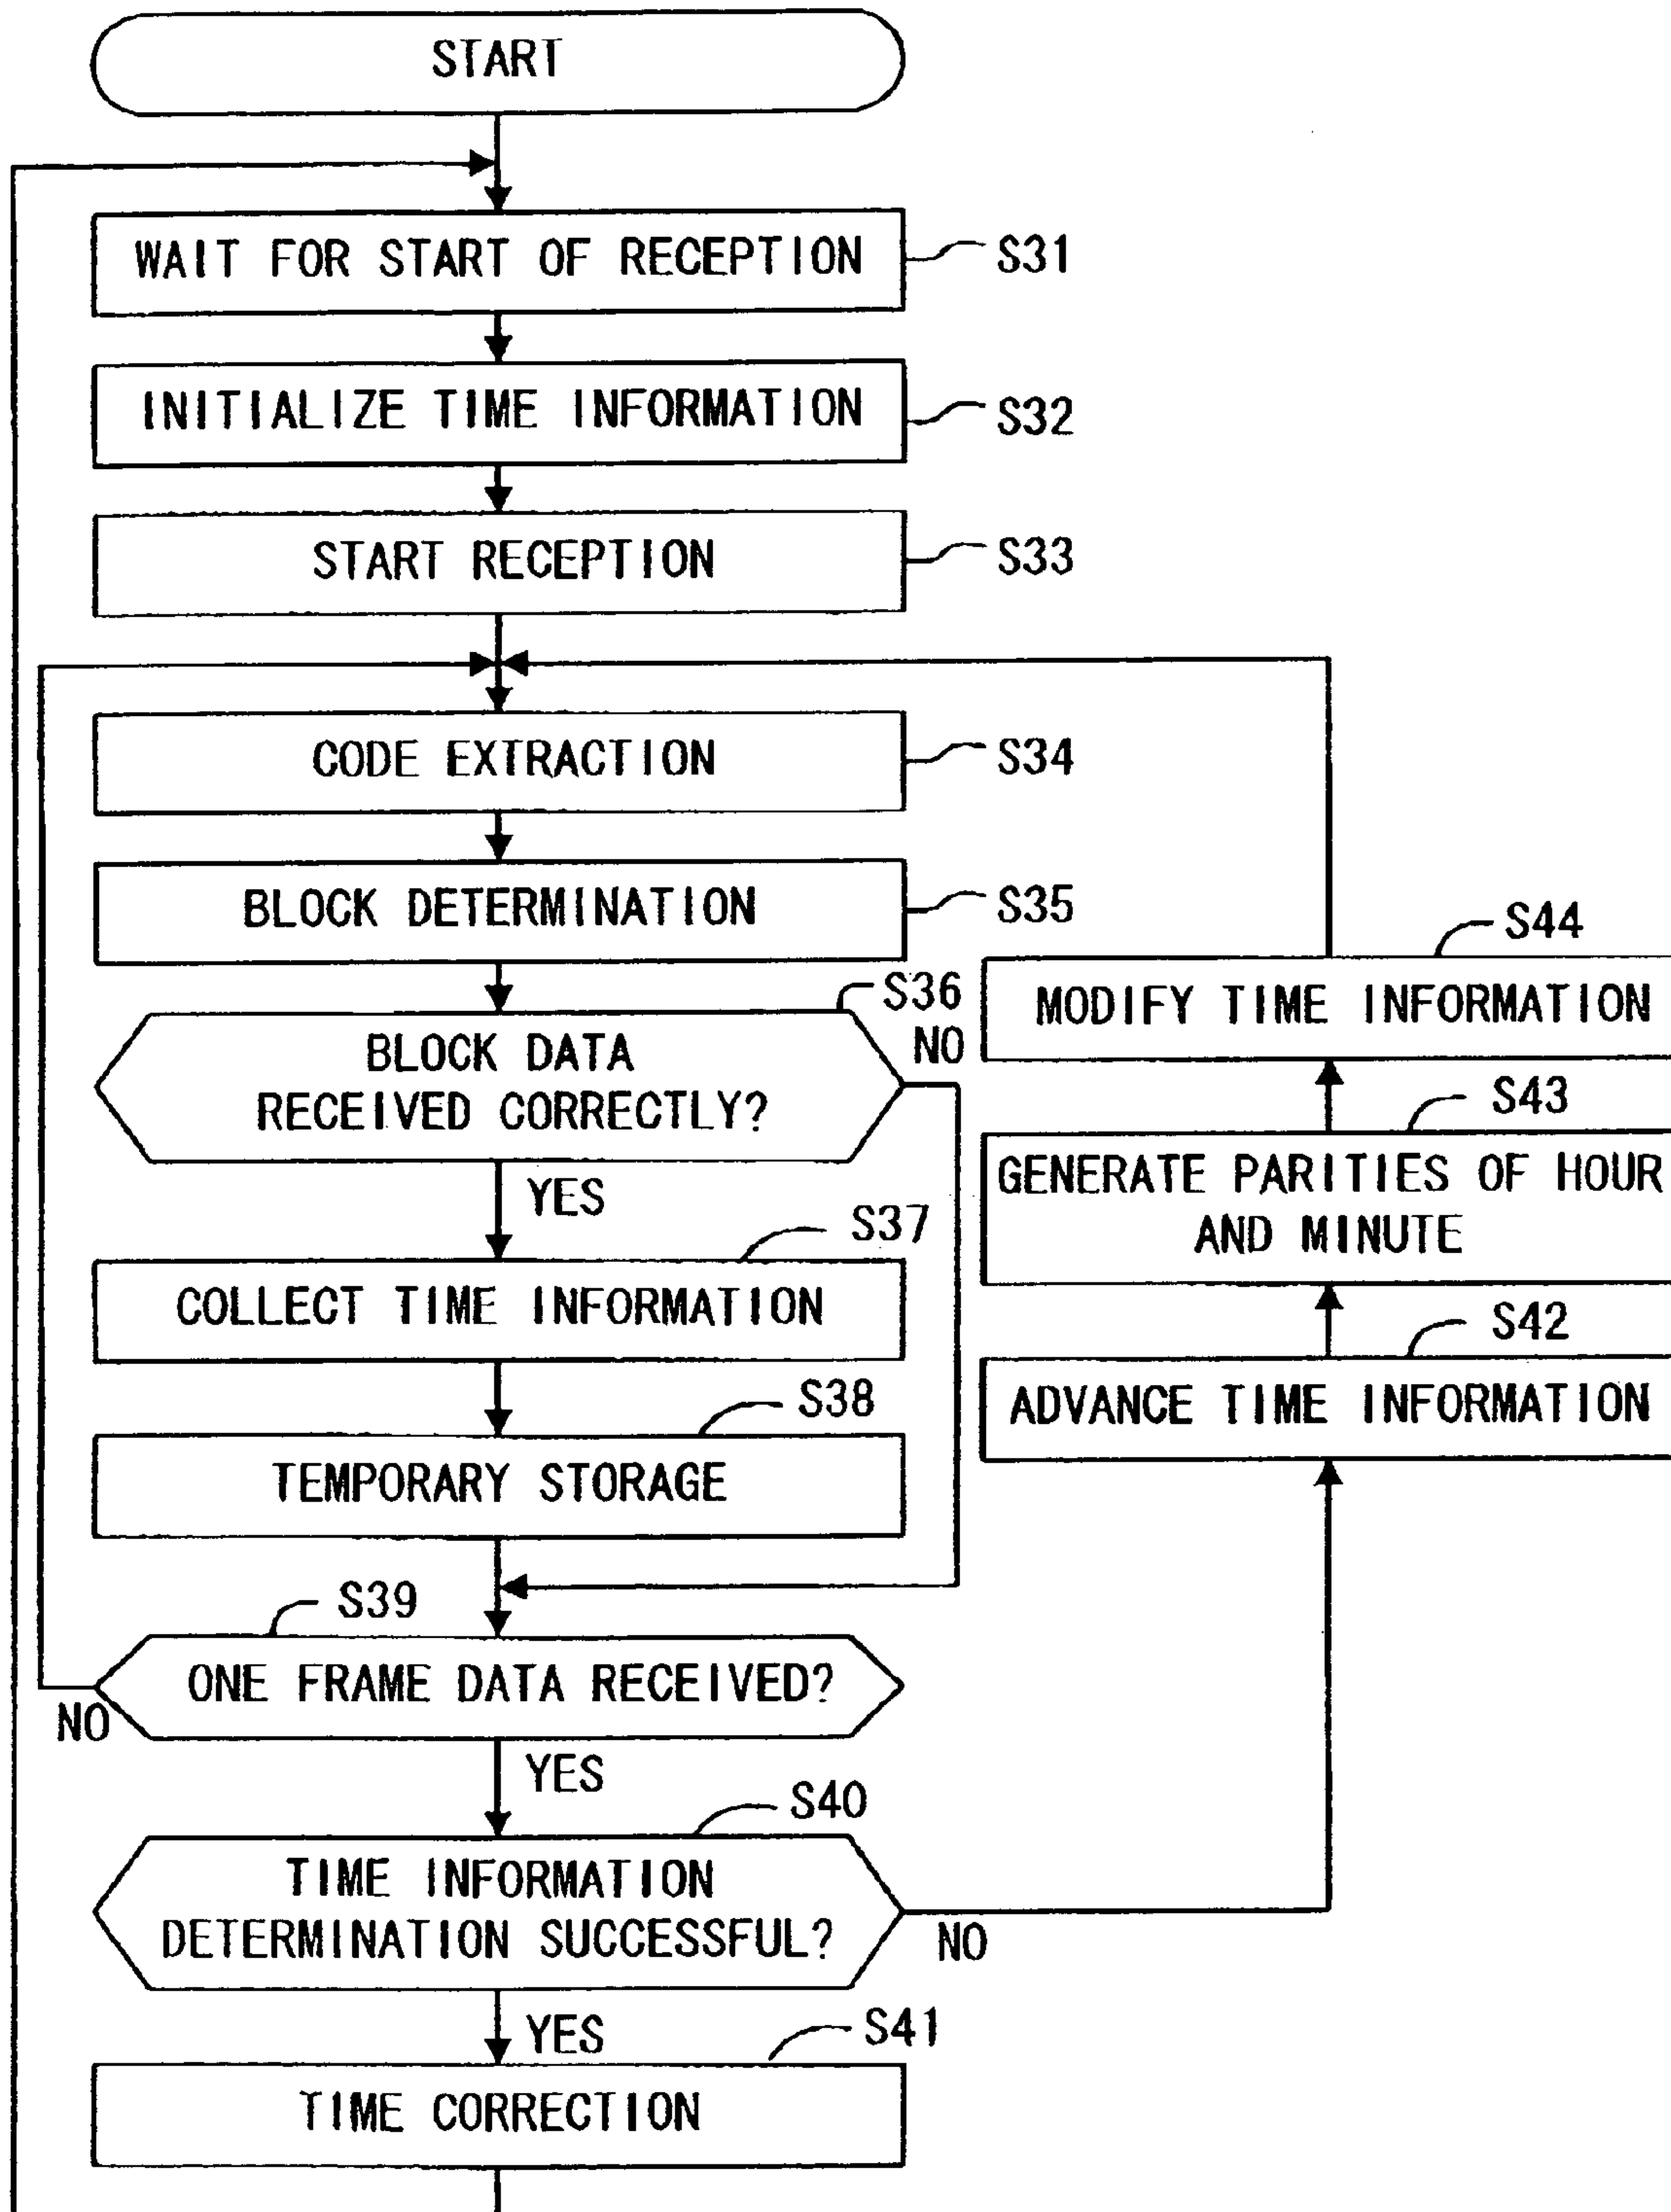 START
WAIT FOR START OF RECEPTION
S31
INITIALIZE TIME INFORMATION
S32
START RECEPTION
S33
CODE EXTRACTION
S34
BLOCK DETERMINATION
S35
S36
BLOCK DATA
RECEIVED CORRECTLY?
NO
YES
S37
COLLECT TIME INFORMATION
S38
TEMPORARY STORAGE
S39
ONE FRAME DATA RECEIVED?
NO
YES
S40
TIME INFORMATION
DETERMINATION SUCCESSFUL?
NO
YES
S41
TIME CORRECTION
S44
MODIFY TIME INFORMATION
S43
GENERATE PARITIES OF HOUR
AND MINUTE
S42
ADVANCE TIME INFORMATION